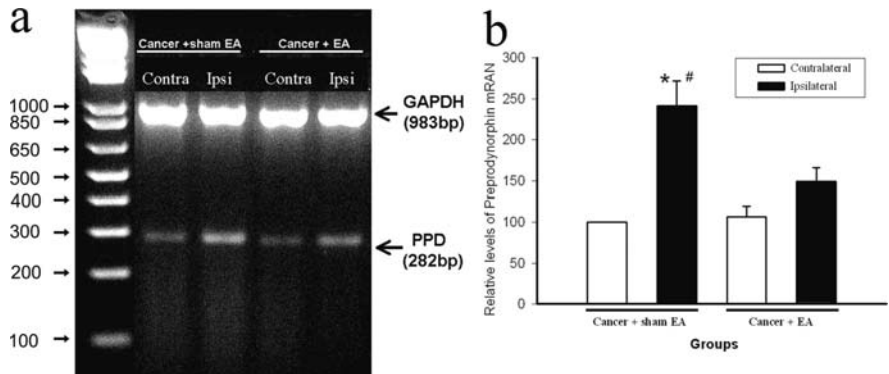 a
Cancer +sham EA
Cancer + EA
Contra
Ipsi
Contra
Ipsi
1000
850
650
500
400
300
200
100
GAPDH
(983bp)
PPD
(282bp)
b
Relative levels of Preprodynorphin mRAN
300
250
200
150
100
50
0
* #
Contralateral
Ipsilateral
Cancer + sham EA
Cancer + EA
Groups